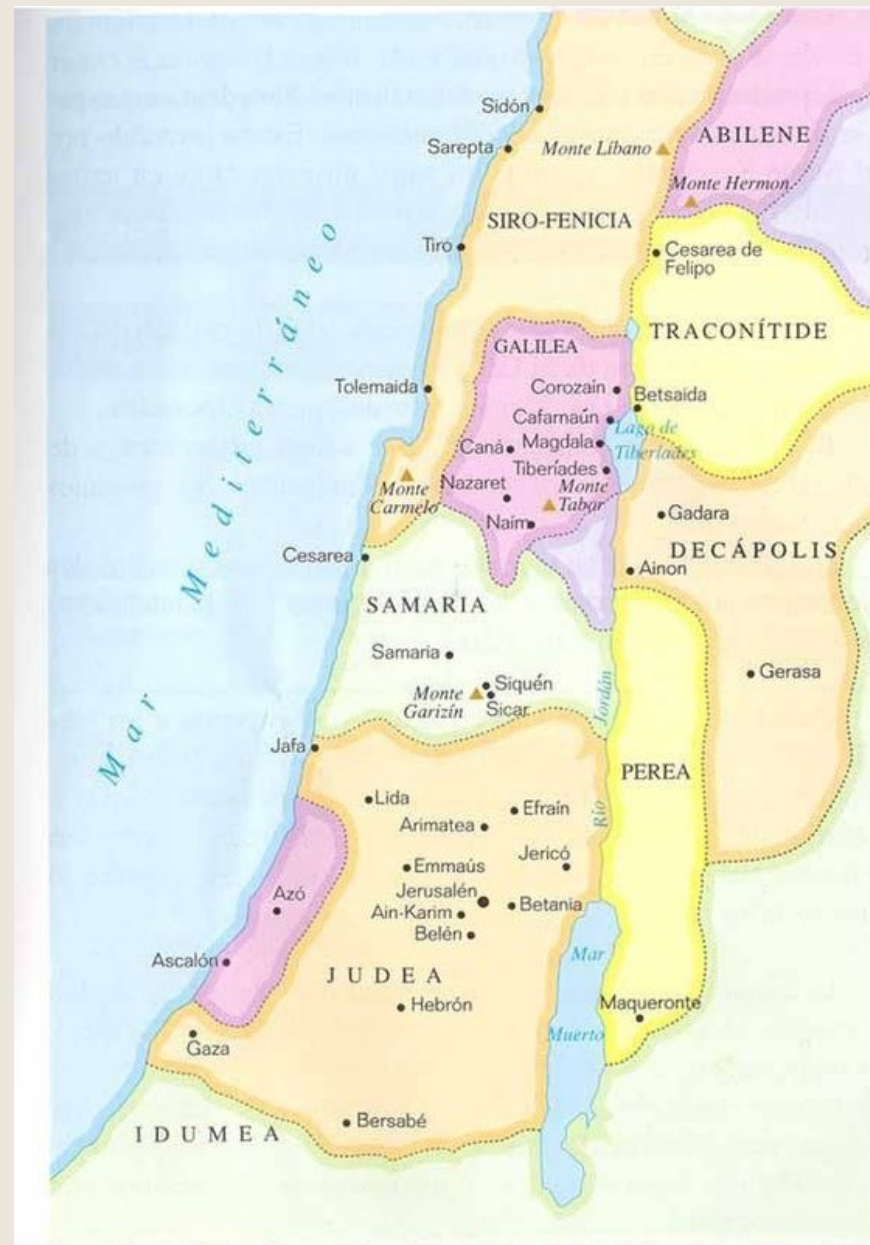 Sidón
Sarepta
Monte Líbano
ABILENE
Monte Hermon
SIRO-FENICIA
Tiro
Cesarea de
Felipo
TRACONÍTIDE
GALILEA
Tolemaida
Corozaín
Betsaida
Cafarnaún
Lago de
Tiberíades
Magdala
Caná
Tiberíades
Nazaret
Monte
Tabar
Monte
Carmelo
Naim
Gadara
DECÁPOLIS
Ainon
Cesarea
SAMARIA
Samaria
Siquén
Sicar
Monte
Garizín
Gerasa
Mar Mediterráneo
Río Jordán
Jafa
PEREA
Lida
Efraín
Arimatea
Emmaús
Jericó
Jerusalén
Azó
Ain-Karim
Betania
Belén
Ascalón
JUDEA
Mar
Muerto
Hebrón
Maqueronte
Gaza
Bersabé
IDUMEA